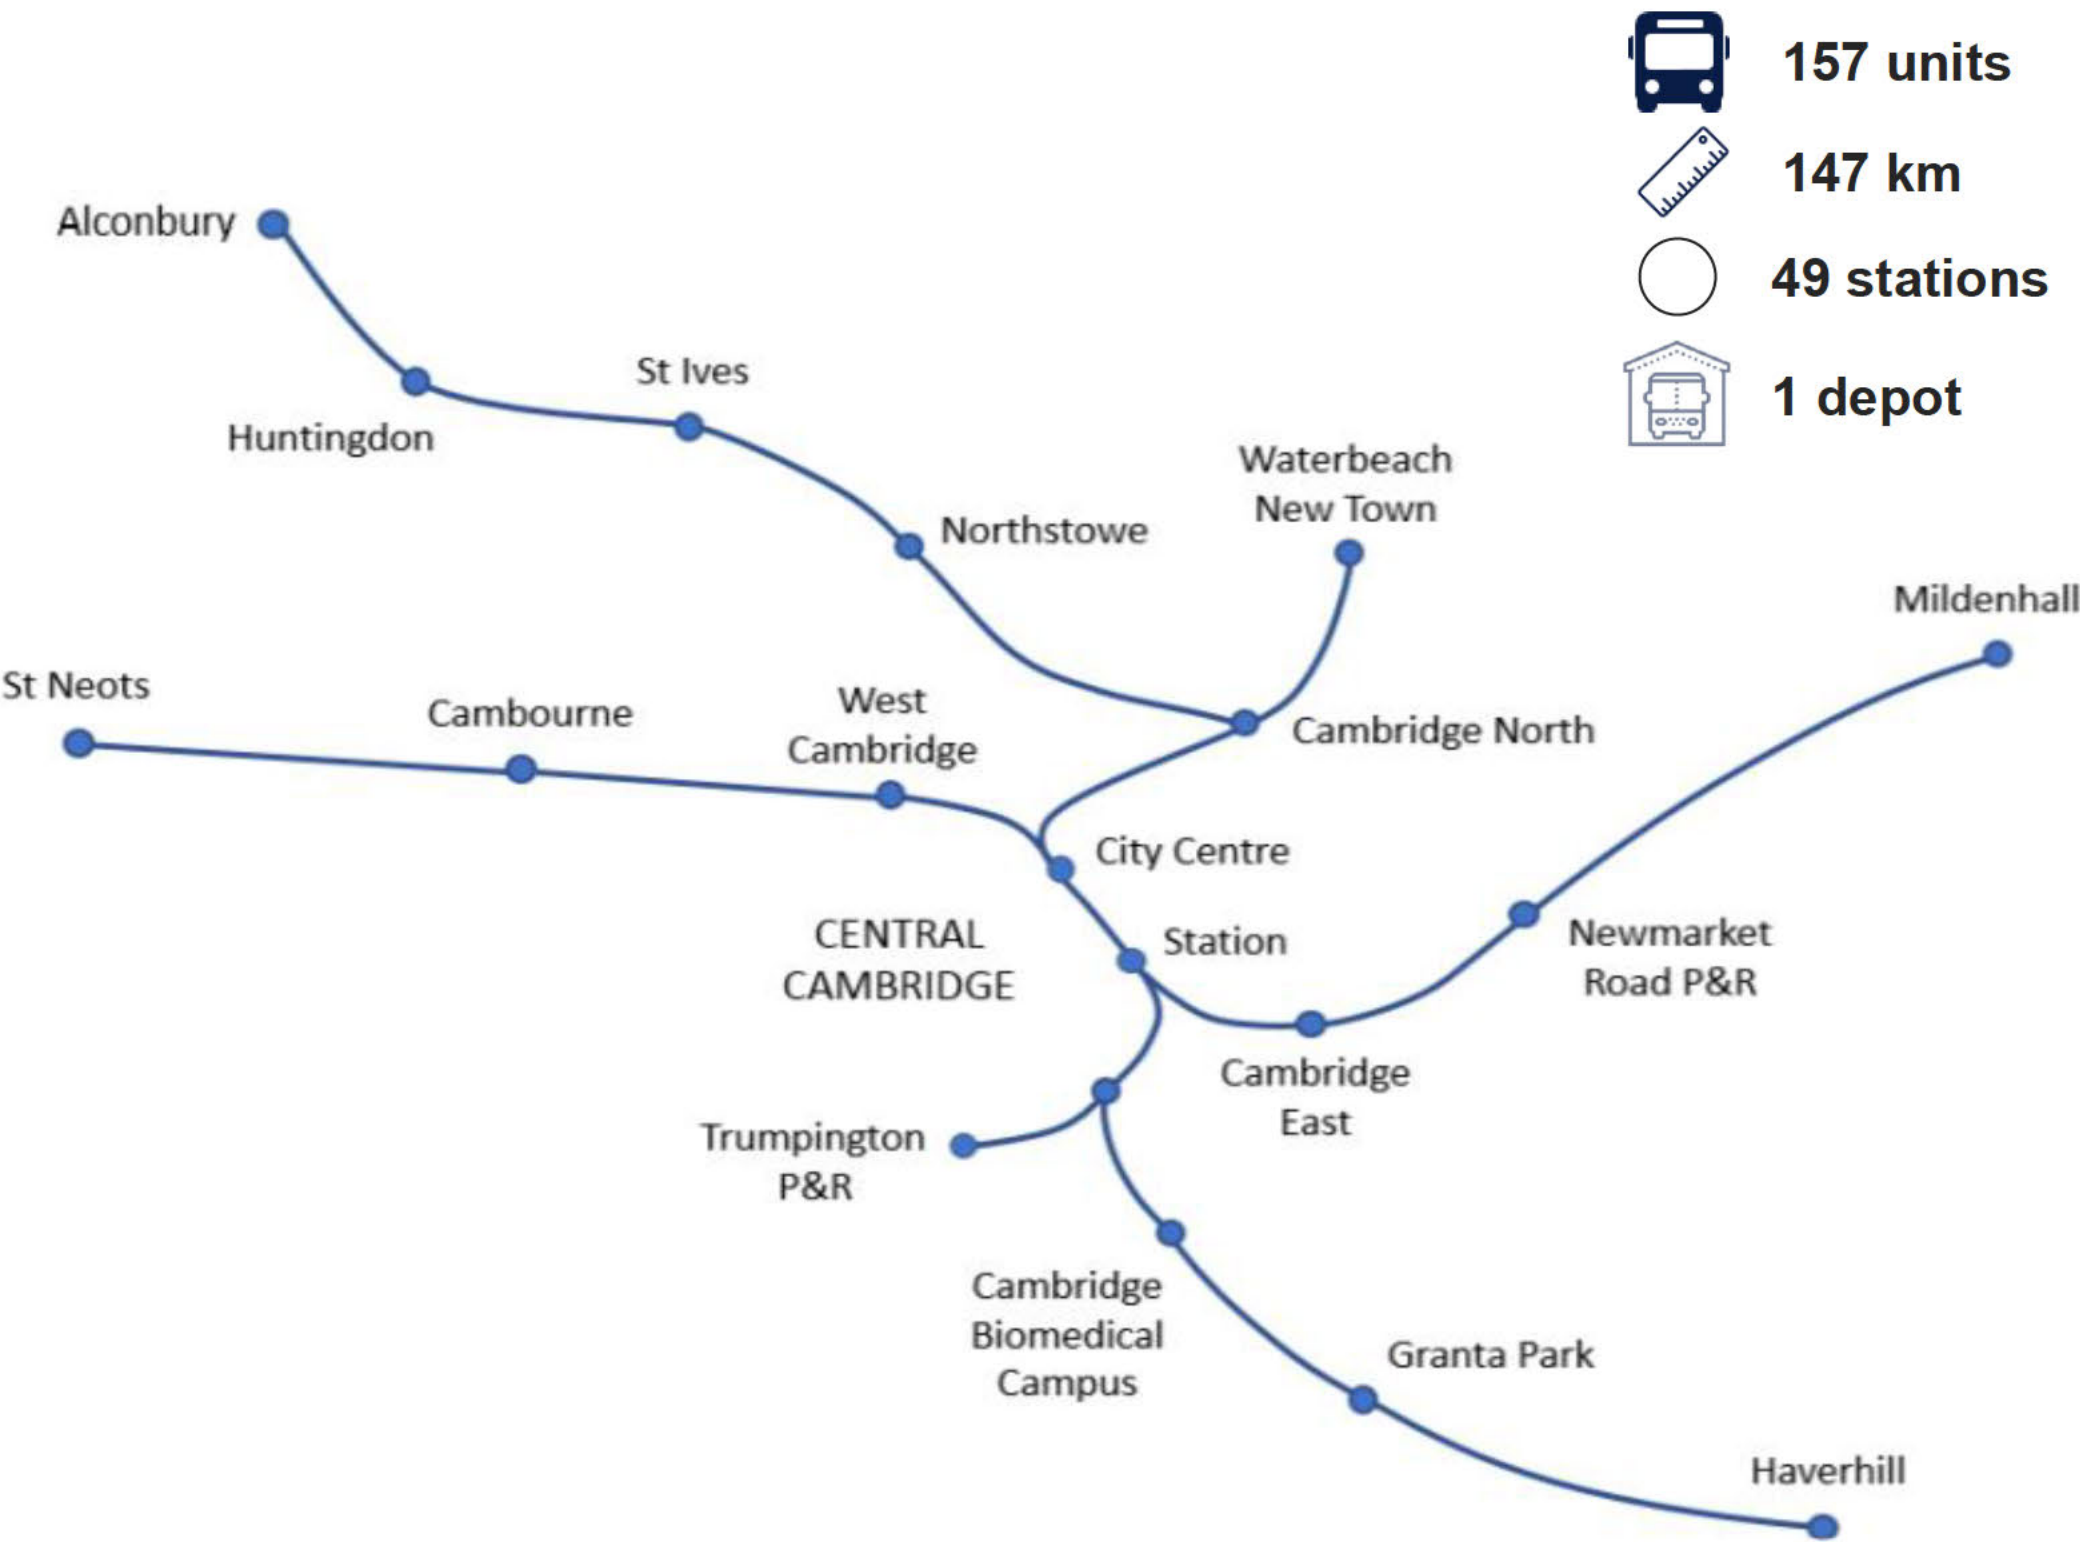 157 units
147 km
49 stations
1 depot
Alconbury
Huntingdon
St Ives
Northstowe
Waterbeach
New Town
Mildenhall
St Neots
Cambourne
West
Cambridge
Cambridge North
City Centre
CENTRAL
CAMBRIDGE
Station
Newmarket
Road P&R
Cambridge
East
Trumpington
P&R
Cambridge
Biomedical
Campus
Granta Park
Haverhill